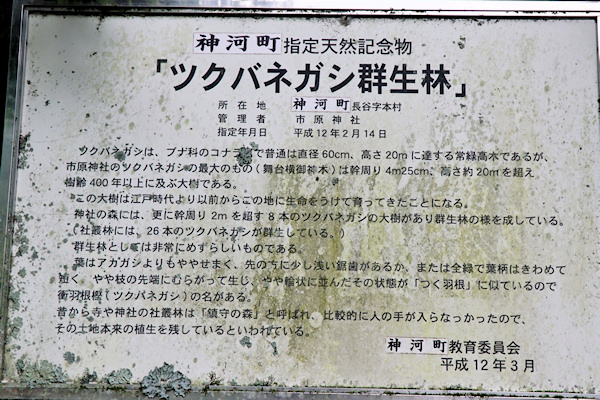 神河町指定天然記念物
「ツクバネガシ群生林」
所在地 神河町長谷字本村
管理者 市原神社
指定年月日 平成12年2月14日
ツクバネガシは、ブナ科のコナラ で普通は直径60cm、高さ20mに達する常緑高木であるが、
市原神社のツクバネガシの最大のもの(舞台横御神木)は幹周り4m25cm、高さ約20mを超え
樹齢400年以上に及ぶ大樹である。
この大樹は江戸時代より以前からこの地に生命をうけて育ってきたことになる。
神社の森には、更に幹周り2mを超す8本のツクバネガシの大樹があり群生林の様を成している。
(社叢林には、26本のツクバネガシが群生している。)
群生林としては非常にめずらしいものである。
葉はアカガシよりもややせまく、先の方に少し浅い鋸歯があるか、または全緑で葉柄はきわめて
短く、やや枝の先端にむらがって生じ、やや輪状に並んだその状態が「つく羽根」に似ているので
衝羽根樫(ツクバネガシ)の名がある。
昔から寺や神社の社叢林は「鎮守の森」と呼ばれ、比較的に人の手が入らなっかったので、
その土地本来の植生を残しているといわれている。
神河町教育委員会
平成12年3月